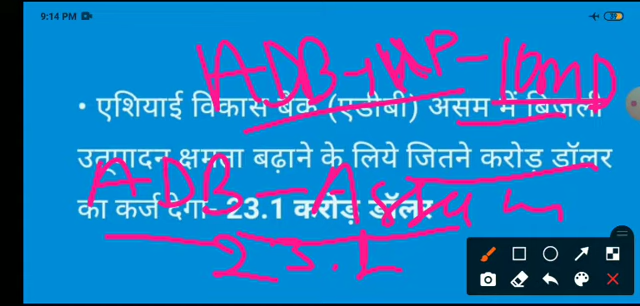 9:14 PM
ADB-MP-10MD
• एशियाई विकास बैंक (एडीबी) असम में बिजली
उत्पादन क्षमता बढ़ाने के लिये जितने करोड़ डॉलर
ADB-Assam
का कर्ज देगा- 23.1 करोड़ डॉलर
23.1